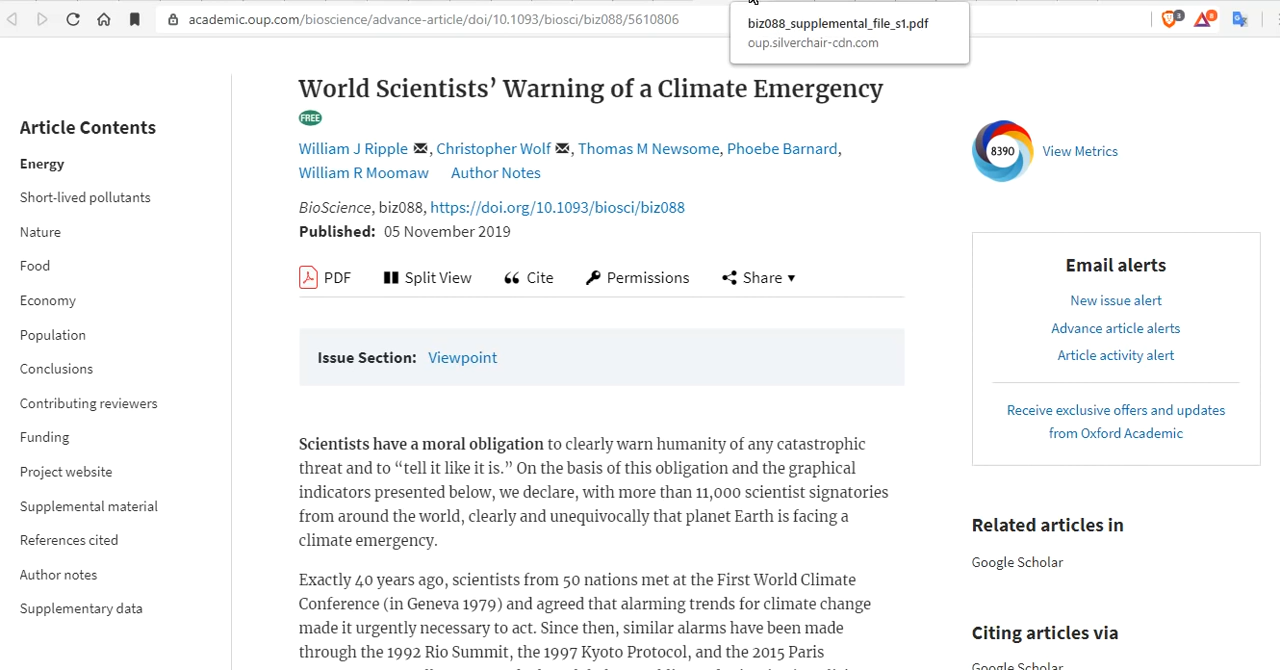 academic.oup.com/bioscience/advance-article/doi/10.1093/biosci/biz088/5610806
biz088_supplemental_file_s1.pdf
oup.silverchair-cdn.com
3
8
World Scientists’ Warning of a Climate Emergency
FREE
William J Ripple, Christopher Wolf, Thomas M Newsome, Phoebe Barnard,
William R Moomaw Author Notes
BioScience, biz088, https://doi.org/10.1093/biosci/biz088
Published: 05 November 2019
PDF Split View Cite Permissions Share
Issue Section: Viewpoint
Scientists have a moral obligation to clearly warn humanity of any catastrophic
threat and to “tell it like it is.” On the basis of this obligation and the graphical
indicators presented below, we declare, with more than 11,000 scientist signatories
from around the world, clearly and unequivocally that planet Earth is facing a
climate emergency.
Exactly 40 years ago, scientists from 50 nations met at the First World Climate
Conference (in Geneva 1979) and agreed that alarming trends for climate change
made it urgently necessary to act. Since then, similar alarms have been made
through the 1992 Rio Summit, the 1997 Kyoto Protocol, and the 2015 Paris
Article Contents
Energy
Short-lived pollutants
Nature
Food
Economy
Population
Conclusions
Contributing reviewers
Funding
Project website
Supplemental material
References cited
Author notes
Supplementary data
8390 View Metrics
Email alerts
New issue alert
Advance article alerts
Article activity alert
Receive exclusive offers and updates
from Oxford Academic
Related articles in
Google Scholar
Citing articles via
Google Scholar